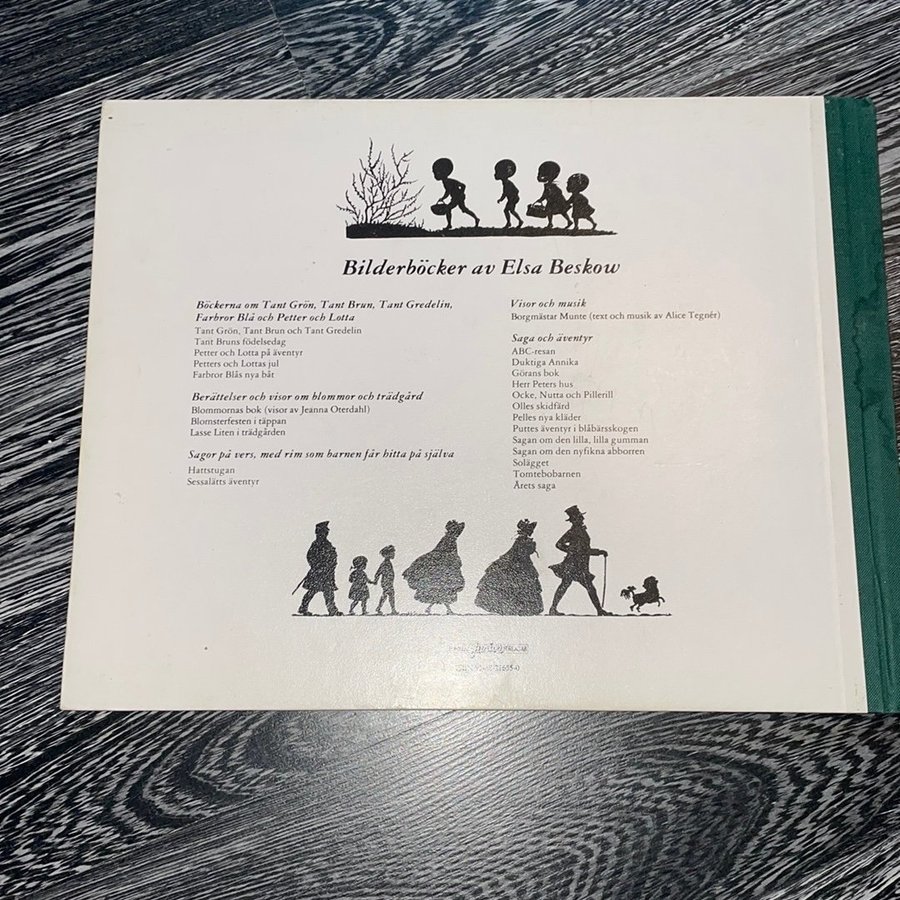 Bilderböcker av Elsa Beskow
Böckerna om Tant Grön, Tant Brun, Tant Gredelin,
Farbror Blå och Petter och Lotta
Tant Grön, Tant Brun och Tant Gredelin
Tant Bruns födelsedag
Petter och Lotta på äventyr
Petters och Lottas jul
Farbror Blås nya båt
Berättelser och visor om blommor och trädgård
Blommornas bok (visor av Jeanna Oterdahl)
Blomsterfesten i täppan
Lasse Liten i trädgården
Sagor på vers, med rim som barnen får hitta på själva
Hattstugan
Sessalätts äventyr
Visor och musik
Borgmästar Munte (text och musik av Alice Tegnér)
Saga och äventyr
ABC-resan
Duktiga Annika
Görans bok
Herr Peters hus
Ocke, Nutta och Pillerill
Olles skidfärd
Pelles nya kläder
Puttes äventyr i blåbärsskogen
Sagan om den lilla, lilla gumman
Sagan om den nyfikna abborren
Solägget
Tomtebobarnen
Årets saga